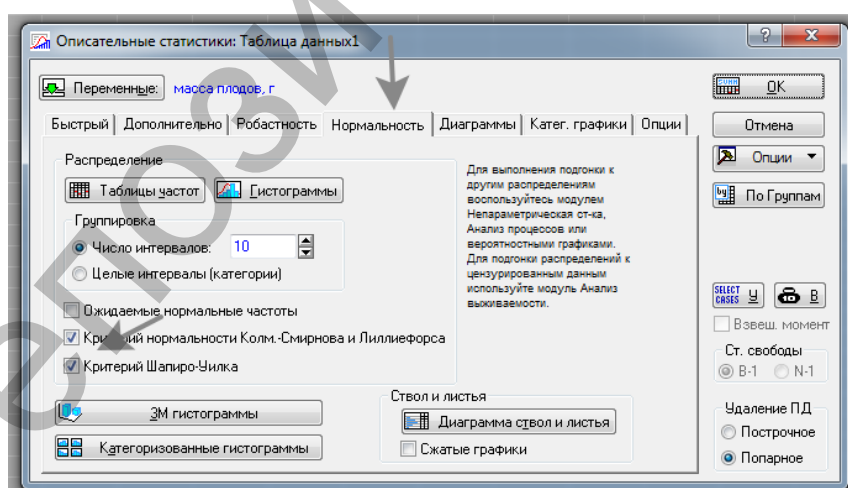 Описательные статистики: Таблица данных1
Переменные: масса плодов, г
ОК
Быстрый Дополнительно Робастность Нормальность Диаграммы Катег. графики Опции
Отмена
Опции
По Группам
Распределение
Таблицы частот Гистограммы
Группировка
Число интервалов: 10
Целые интервалы (категории)
Ожидаемые нормальные частоты
Критерий нормальности Колм.-Смирнова и Лиллиефорса
Критерий Шапиро-Уилка
Для выполнения подгонки к
другим распределениям
воспользуйтесь модулем
Непараметрическая ст-ка,
Анализ процессов или
вероятностными графиками.
Для подгонки распределений к
цензурированным данным
используйте модуль Анализ
выживаемости.
SELECT CASES У В
Взвеш. момент
Ст. свободы
В-1 N-1
3М гистограммы
Категоризованные гистограммы
Ствол и листья
Диаграмма ствол и листья
Сжатые графики
Удаление ПД
Построчное
Попарное